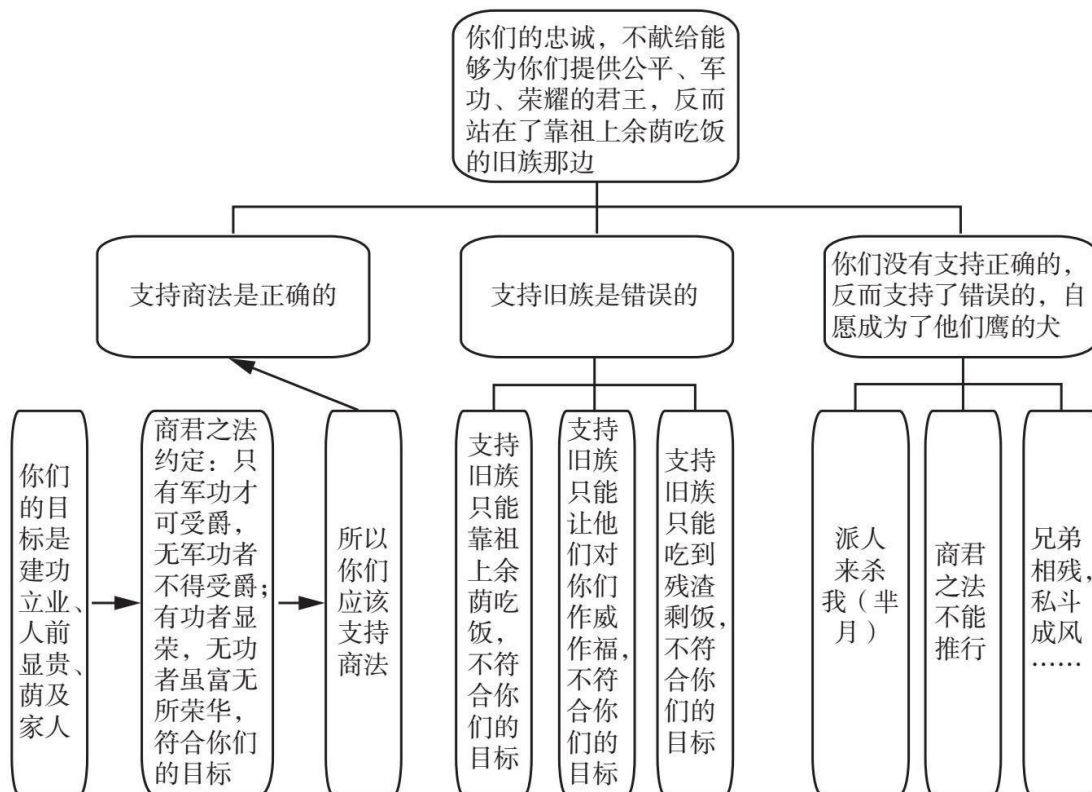 你们的忠诚，不献给能
够为你们提供公平、军
功、荣耀的君王，反而
站在了靠祖上余荫吃饭
的旧族那边
支持商法是正确的
支持旧族是错误的
你们没有支持正确的，
反而支持了错误的，自
愿成为了他们鹰的犬
你们
的目
标是
建功
立业、
人前
显贵、
荫及
家人
商君之法
约定：只
有军功才
可受爵，
无军功者
不得受爵；
有功者显
荣，无功
者虽富无
所荣华，
符合你们
的目标
所以
你们
应该
支持
商法
支持
旧族
只能
靠祖
上余
荫吃
饭，
不符
合你
们的
目标
支持
旧族
只能
让他
们对
你们
作威
作福，
不符
合你
们的
目标
支持
旧族
只能
吃到
残渣
剩饭，
不符
合你
们的
目标
派人
来杀
我（芈
月）
商君
之法
不能
推行
兄弟
相残，
私斗
成风
……